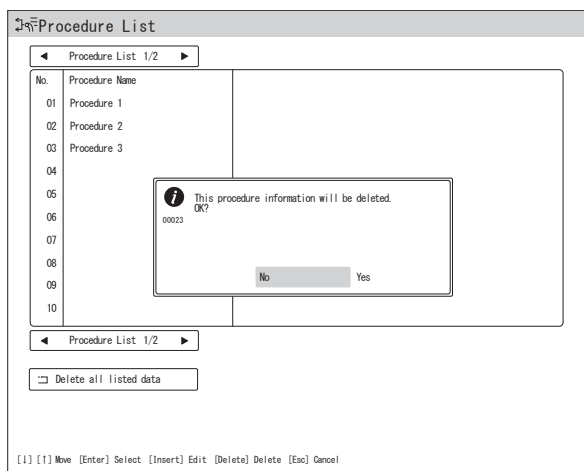 Procedure List
◀ Procedure List 1/2 ▶
No. Procedure Name
01 Procedure 1
02 Procedure 2
03 Procedure 3
04
05
06
07
08
09
10
i This procedure information will be deleted.
OK?
00023
No Yes
◀ Procedure List 1/2 ▶
Delete all listed data
[↓] [↑] Move [Enter] Select [Insert] Edit [Delete] Delete [Esc] Cancel